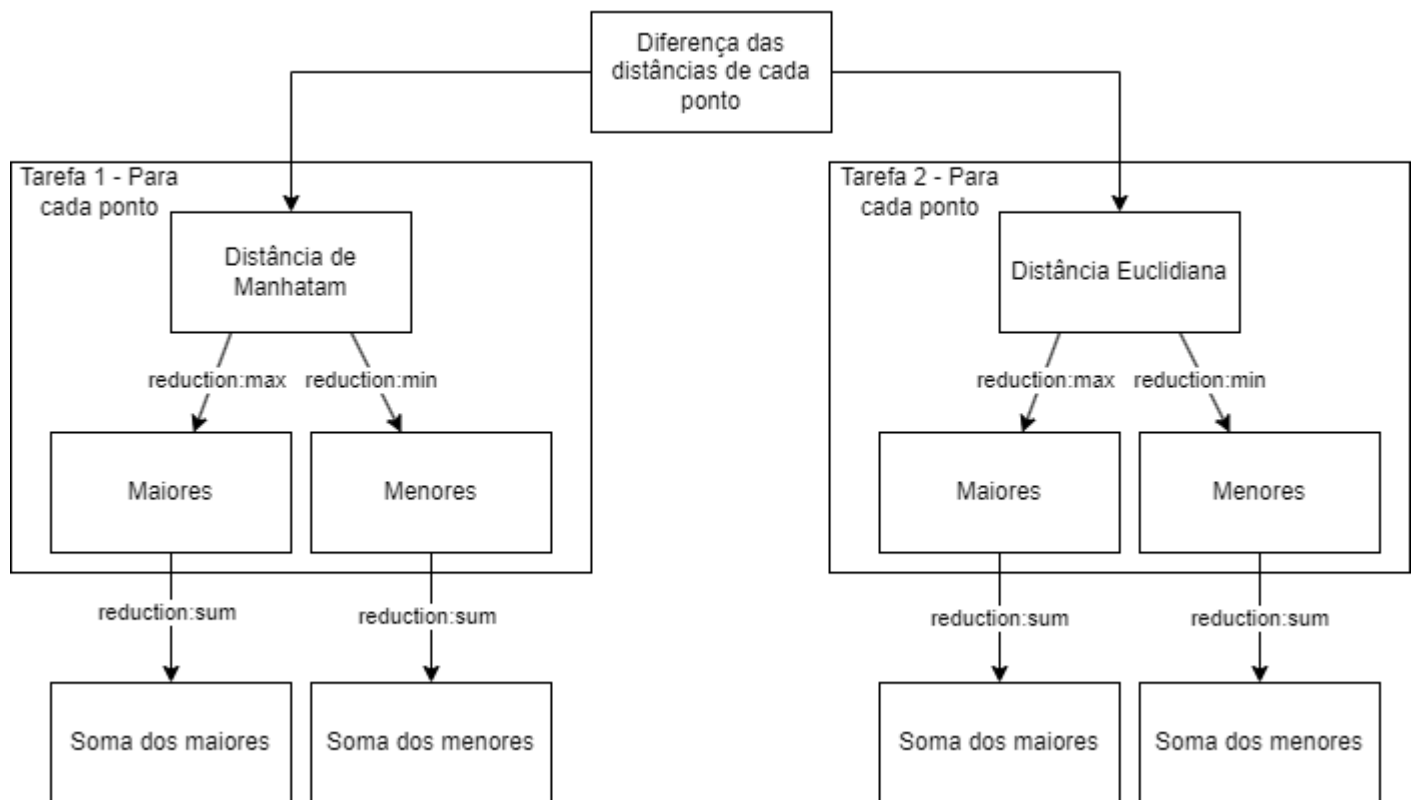 Diferença das
distâncias de cada
ponto
Tarefa 1 - Para
cada ponto
Distância de
Manhatam
reduction:max
reduction:min
Maiores
Menores
reduction:sum
reduction:sum
Soma dos maiores
Soma dos menores
Tarefa 2 - Para
cada ponto
Distância Euclidiana
reduction:max
reduction:min
Maiores
Menores
reduction:sum
reduction:sum
Soma dos maiores
Soma dos menores